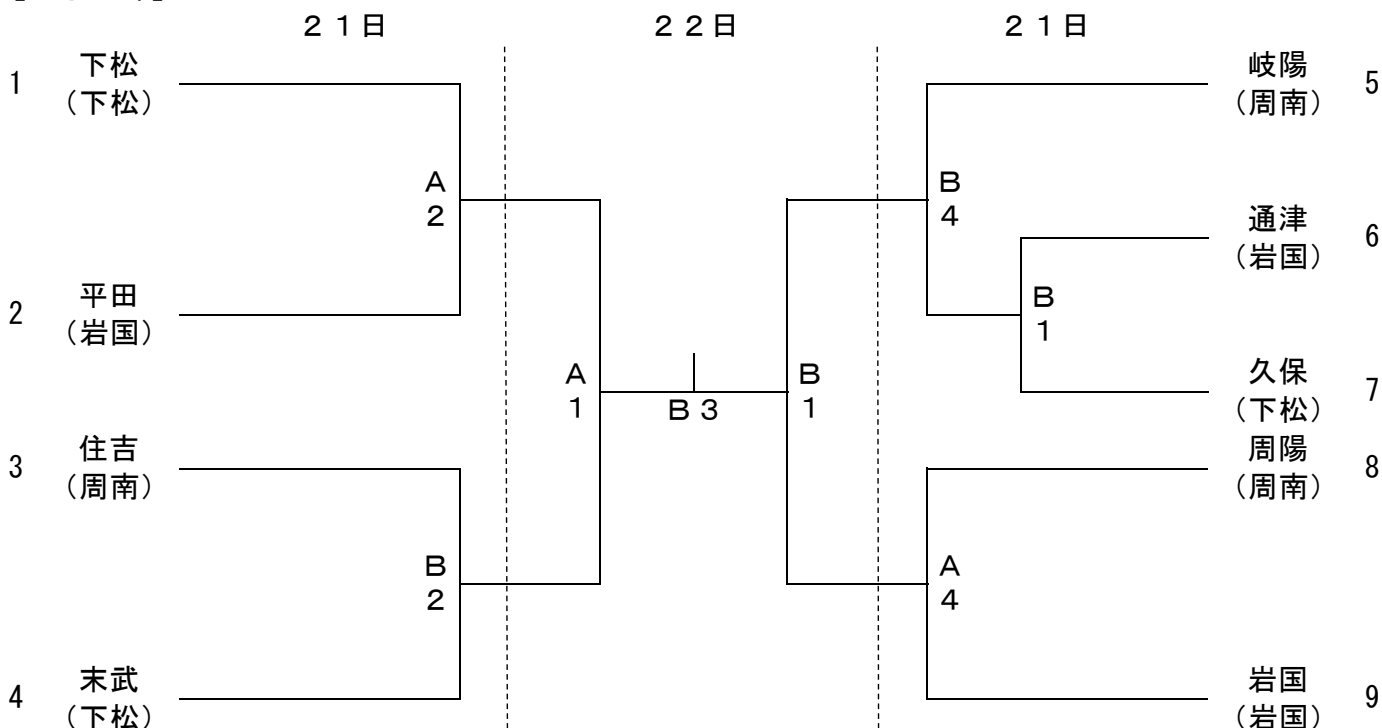 ２１日
２２日
２１日
1
下松
（下松）
岐陽
（周南）
5
A
2
B
4
通津
（岩国）
6
2
平田
（岩国）
B
1
A
1
B 3
B
1
久保
（下松）
7
3
住吉
（周南）
周陽
（周南）
8
B
2
A
4
4
末武
（下松）
岩国
（岩国）
9